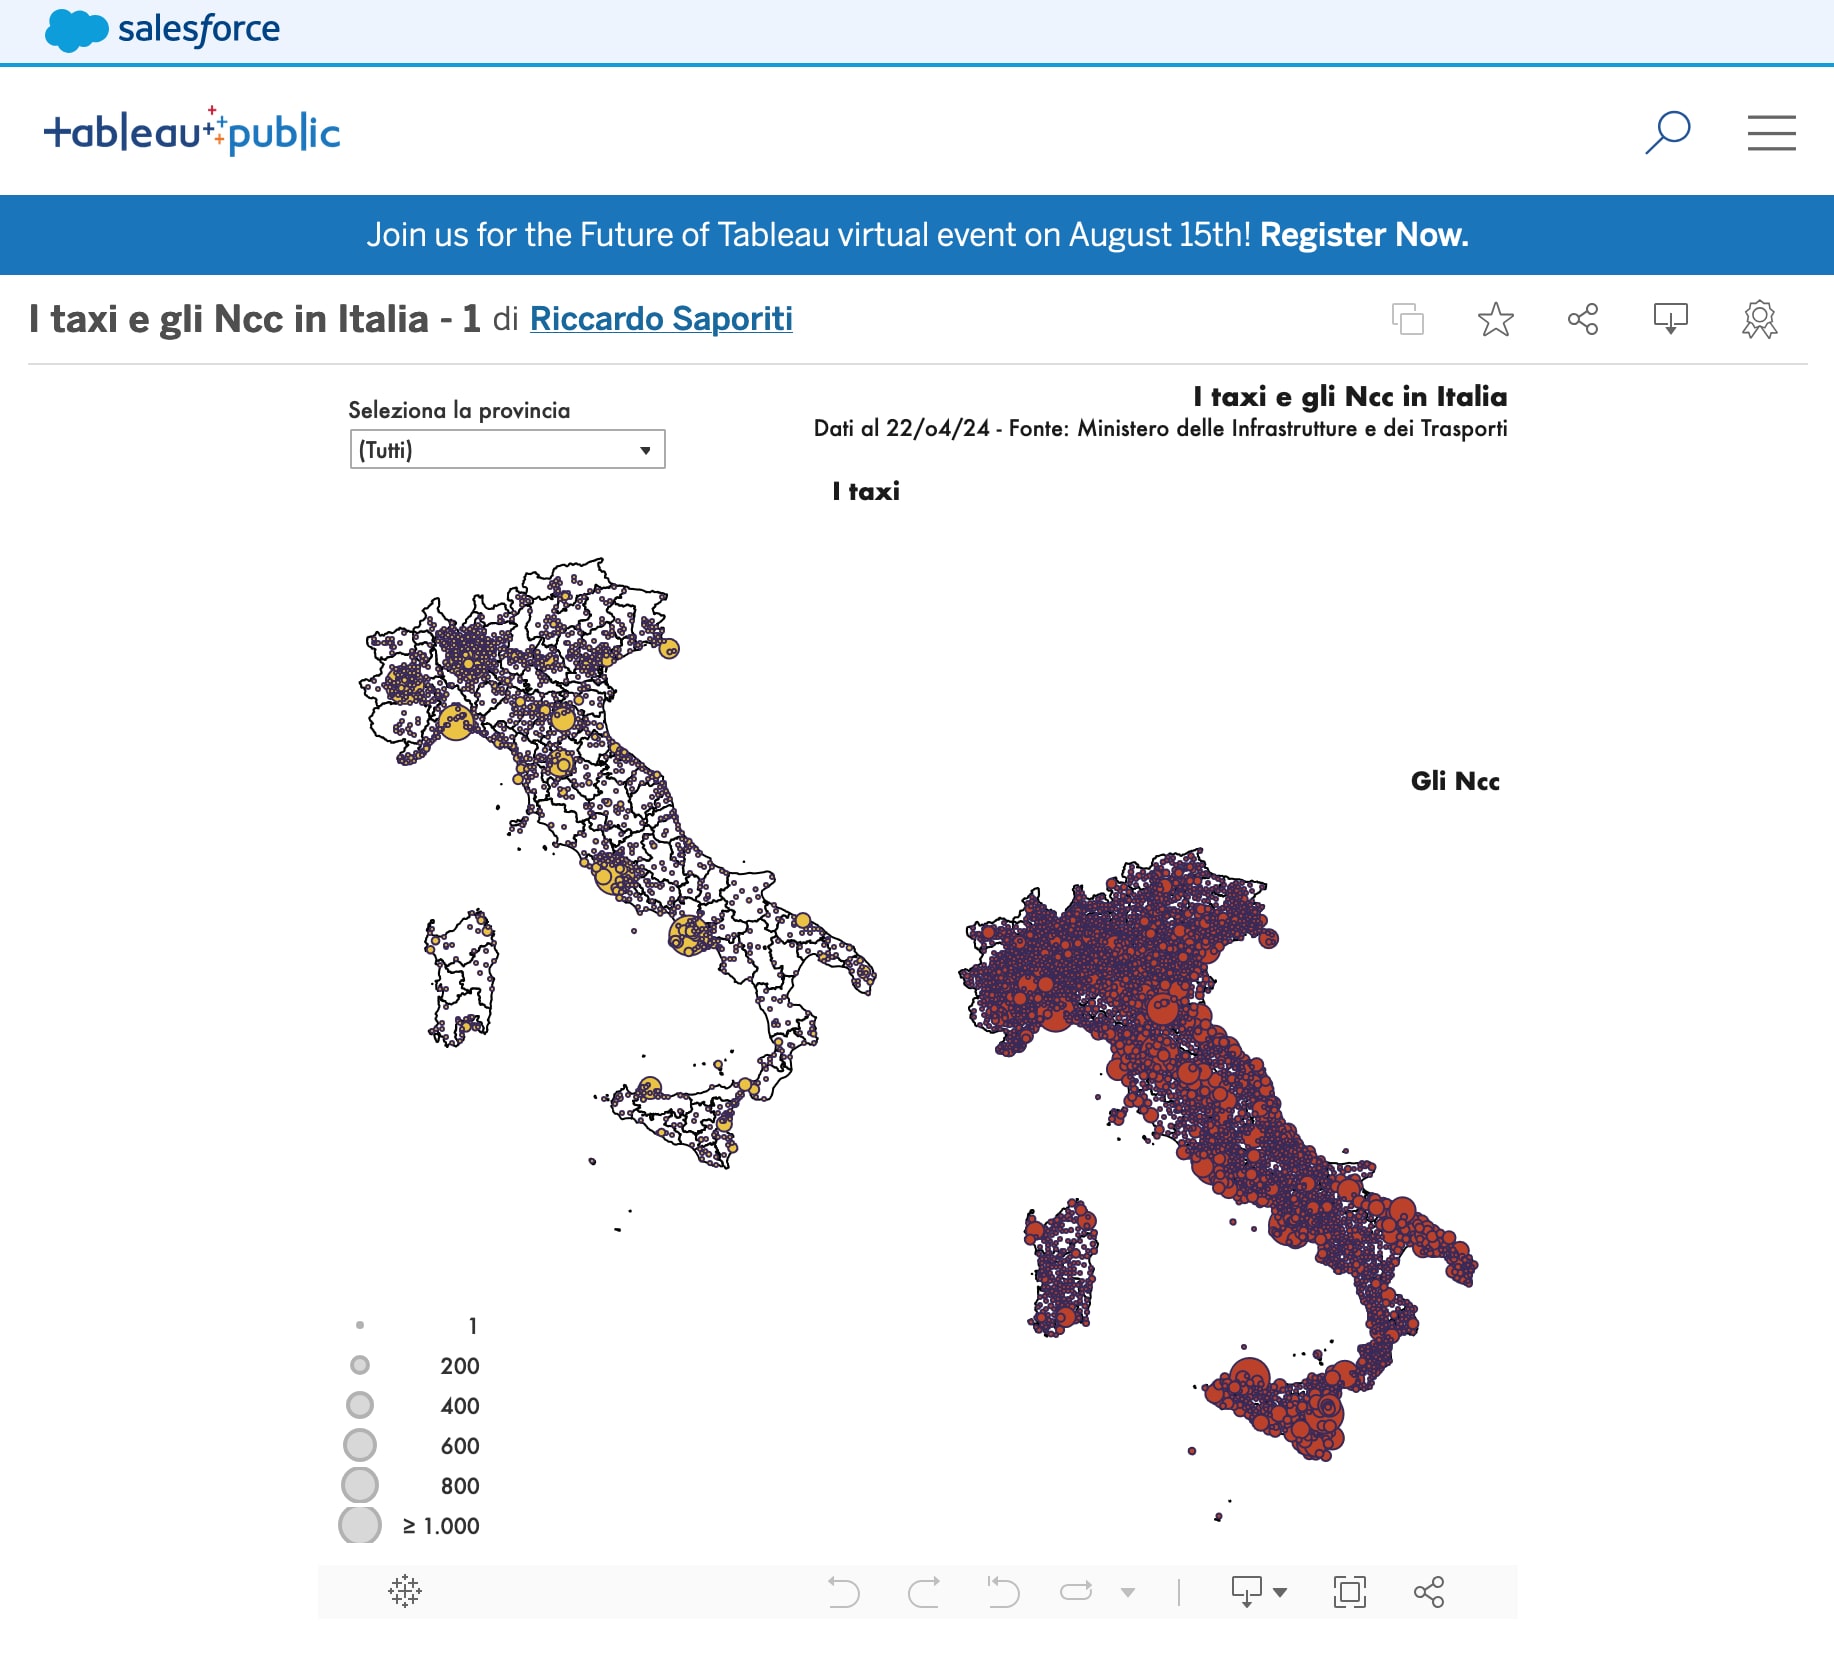 salesforce
+ableau public
Join us for the Future of Tableau virtual event on August 15th! Register Now.
I taxi e gli Ncc in Italia - 1 di Riccardo Saporiti
I taxi e gli Ncc in Italia
Seleziona la provincia
Dati al 22/o4/24 - Fonte: Ministero delle Infrastrutture e dei Trasporti
(Tutti)
I taxi
Gli Ncc
1
200
400
600
800
≥ 1.000